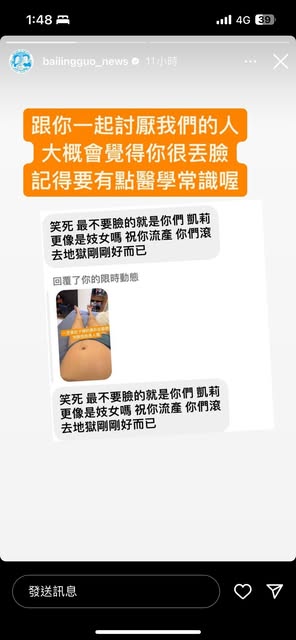 1:48
4G
39
bailingguo_news
11小時
跟你一起討厭我們的人
大概會覺得你很丟臉
記得要有點醫學常識喔
笑死 最不要臉的就是你們 凱莉
更像是妓女嗎 祝你流產 你們滾
去地獄剛剛好而已
回覆了你的限時動態
笑死 最不要臉的就是你們 凱莉
更像是妓女嗎 祝你流產 你們滾
去地獄剛剛好而已
發送訊息